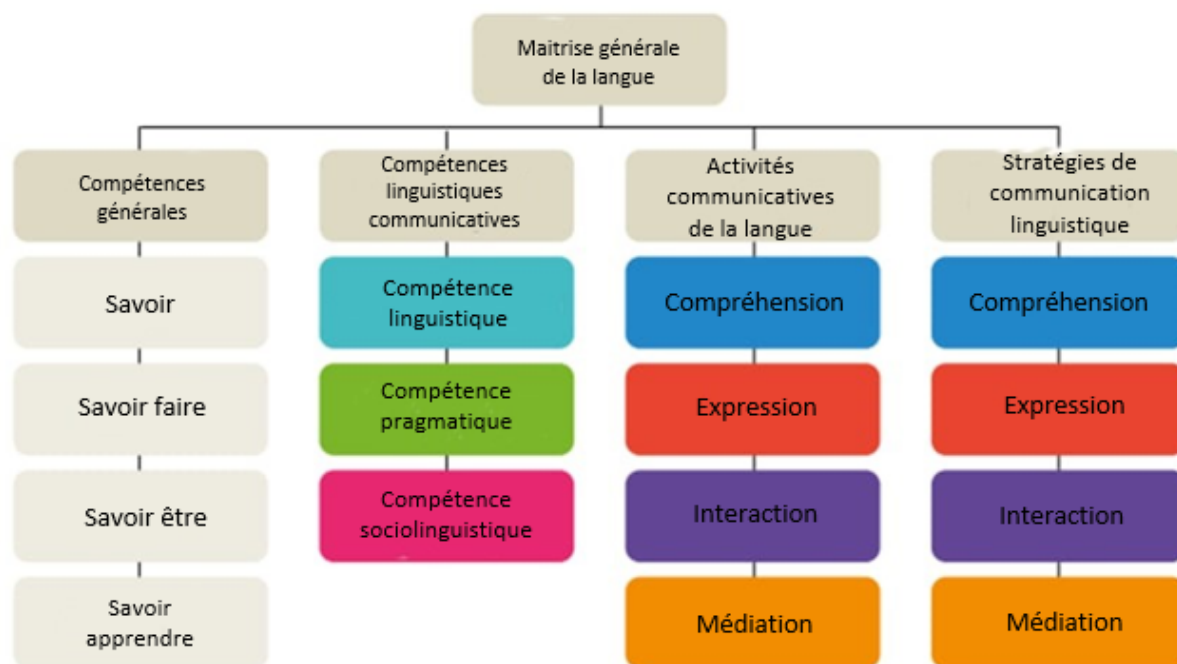 Maitrise générale
de la langue
Compétences
générales
Savoir
Savoir faire
Savoir être
Savoir
apprendre
Compétences
linguistiques
communicatives
Compétence
linguistique
Compétence
pragmatique
Compétence
sociolinguistique
Activités
communicatives
de la langue
Compréhension
Expression
Interaction
Médiation
Stratégies de
communication
linguistique
Compréhension
Expression
Interaction
Médiation